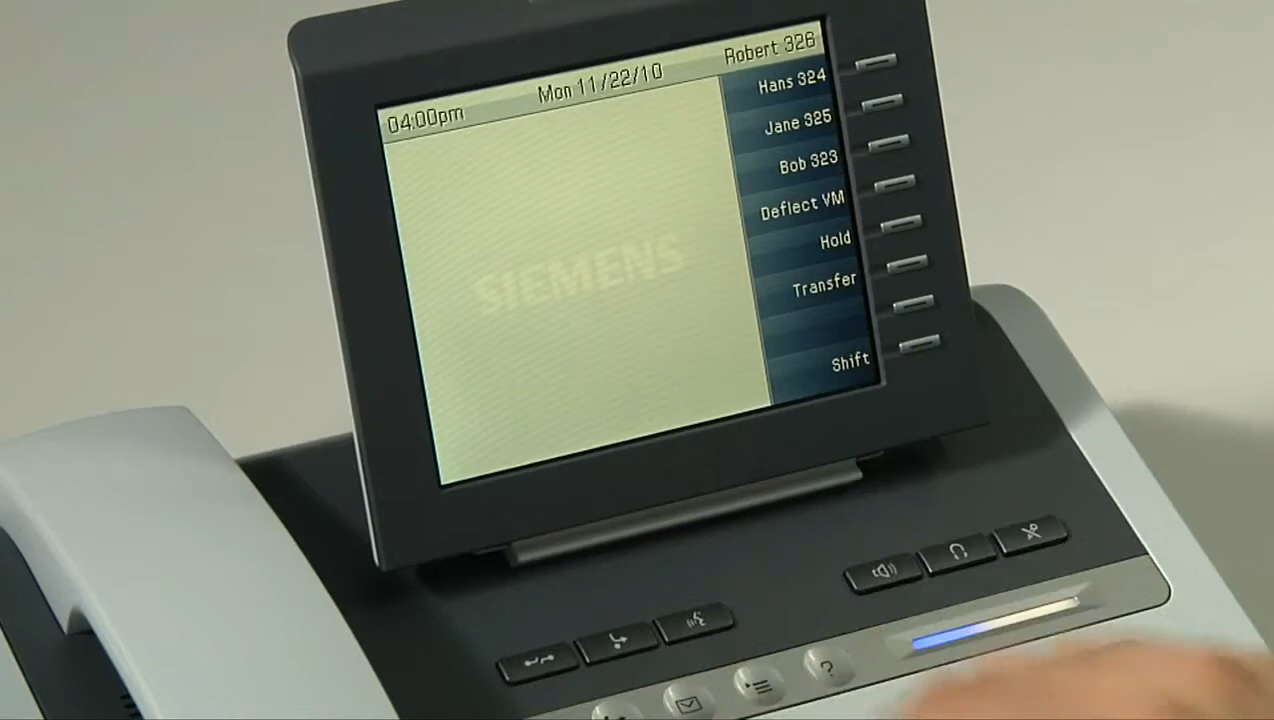 04:00pm Mon 11/22/10 Robert 326
Hans 324
Jane 325
Bob 323
Deflect VM
Hold
Transfer
Shift
SIEMENS
?